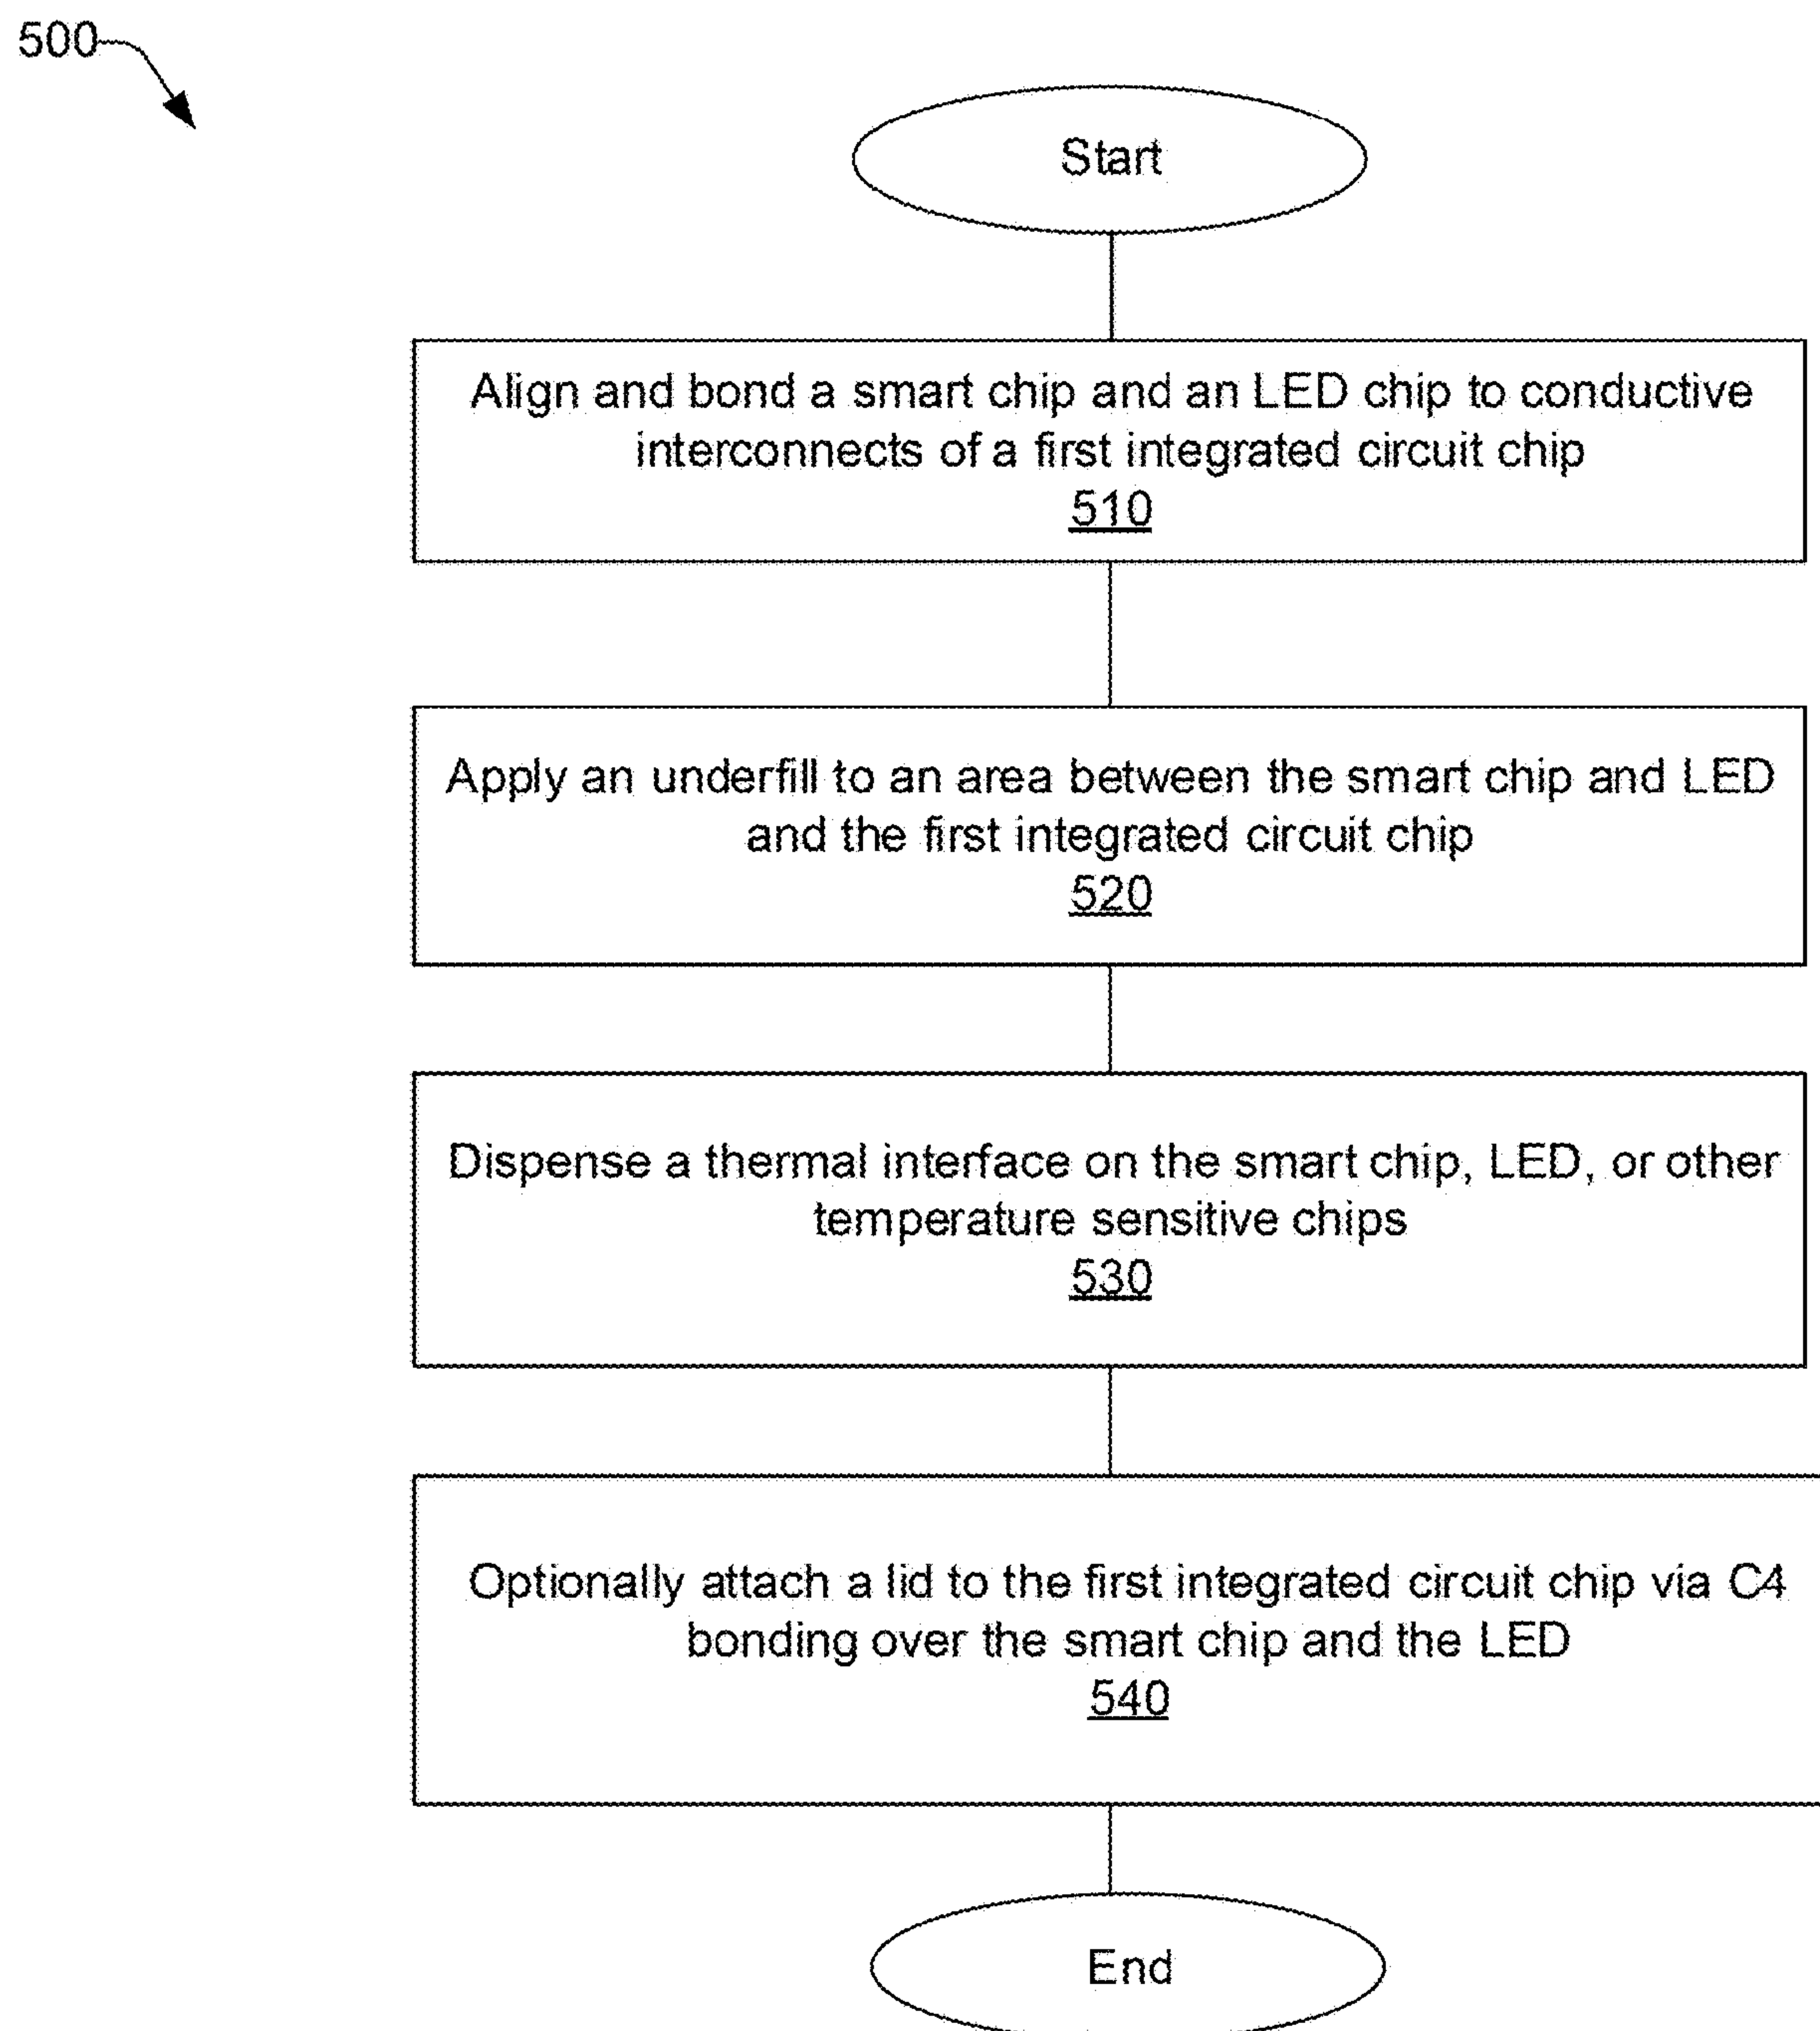 500
Start
Align and bond a smart chip and an LED chip to conductive
interconnects of a first integrated circuit chip
510
Apply an underfill to an area between the smart chip and LED
and the first integrated circuit chip
520
Dispense a thermal interface on the smart chip, LED, or other
temperature sensitive chips
530
Optionally attach a lid to the first integrated circuit chip via C4
bonding over the smart chip and the LED
540
End